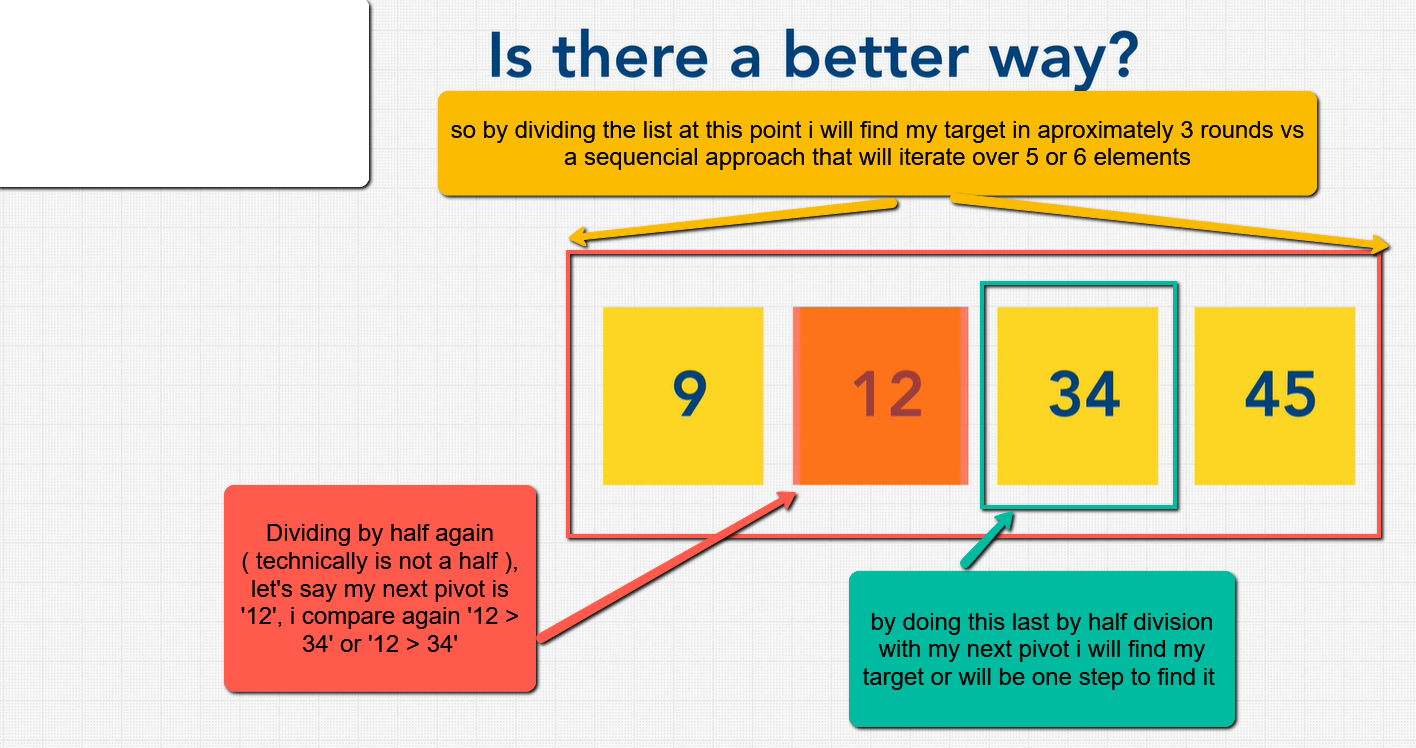 Is there a better way?
so by dividing the list at this point i will find my target in aproximately 3 rounds vs
a sequencial approach that will iterate over 5 or 6 elements
9
12
34
45
Dividing by half again
( technically is not a half ),
let's say my next pivot is
'12', i compare again '12 >
34' or '12 > 34'
by doing this last by half division
with my next pivot i will find my
target or will be one step to find it